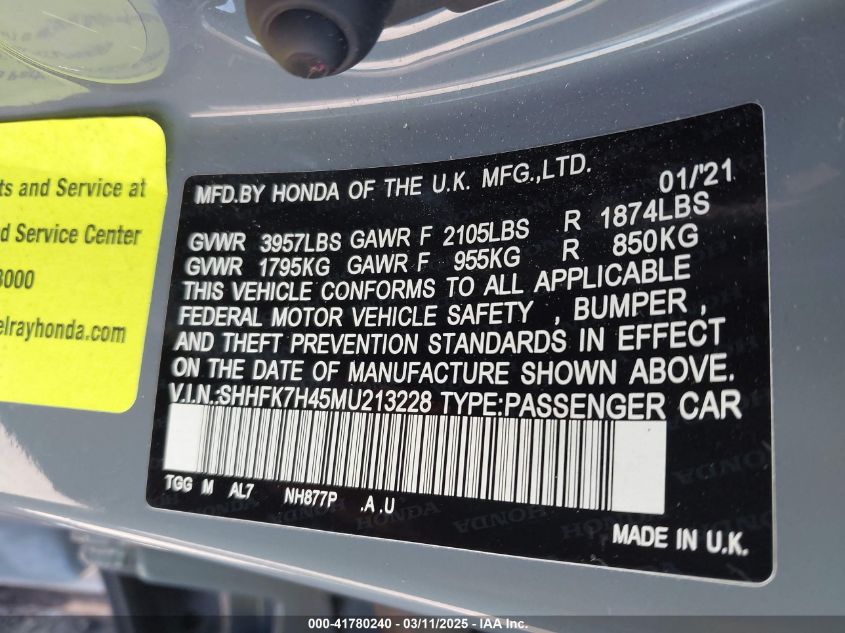 ts and Service at
d Service Center
3000
elrayhonda.com
MFD.BY HONDA OF THE U.K. MFG.,LTD. 01/'21
GVWR 3957LBS GAWR F 2105LBS R 1874LBS
GVWR 1795KG GAWR F 955KG R 850KG
THIS VEHICLE CONFORMS TO ALL APPLICABLE
FEDERAL MOTOR VEHICLE SAFETY , BUMPER ,
AND THEFT PREVENTION STANDARDS IN EFFECT
ON THE DATE OF MANUFACTURE SHOWN ABOVE.
V.I.N.:SHHFK7H45MU213228 TYPE:PASSENGER CAR
TGG M AL7 NH877P .A ,U
MADE IN U.K.
000-41780240 - 03/11/2025 - IAA Inc.